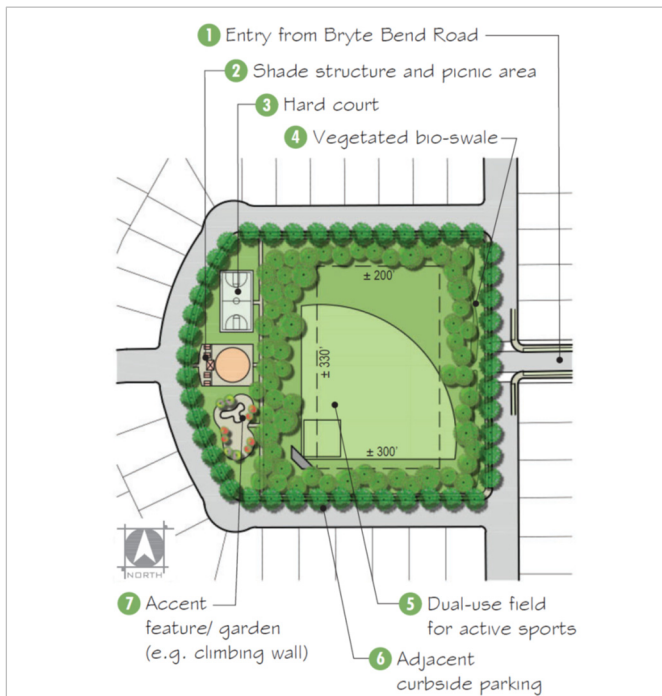 1 Entry from Bryte Bend Road
2 Shade structure and picnic area
3 Hard court
4 Vegetated bio-swale
± 200'
± 330'
± 300'
NORTH
7 Accent
feature/ garden
(e.g. climbing wall)
5 Dual-use field
for active sports
6 Adjacent
curbside parking